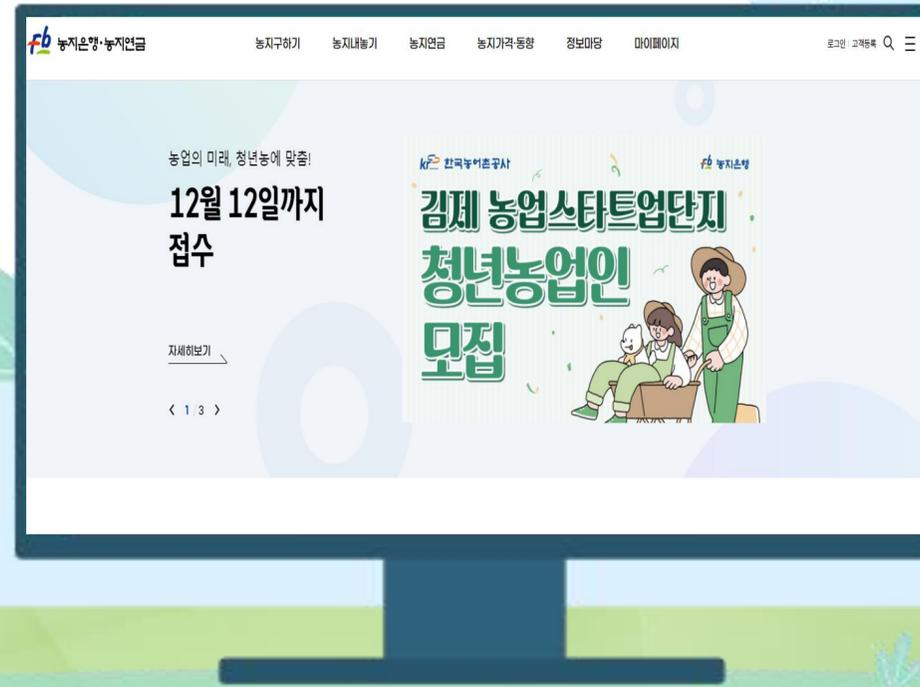 농지은행·농지연금
농지구하기 농지내놓기 농지연금 농지가격·동향 정보마당 마이페이지
로그인 고객등록
농업의 미래, 청년농에 맞춤!
12월 12일까지
접수
자세히보기
1 / 3
한국농어촌공사 농지은행
김제 농업스타트업단지
청년농업인
모집